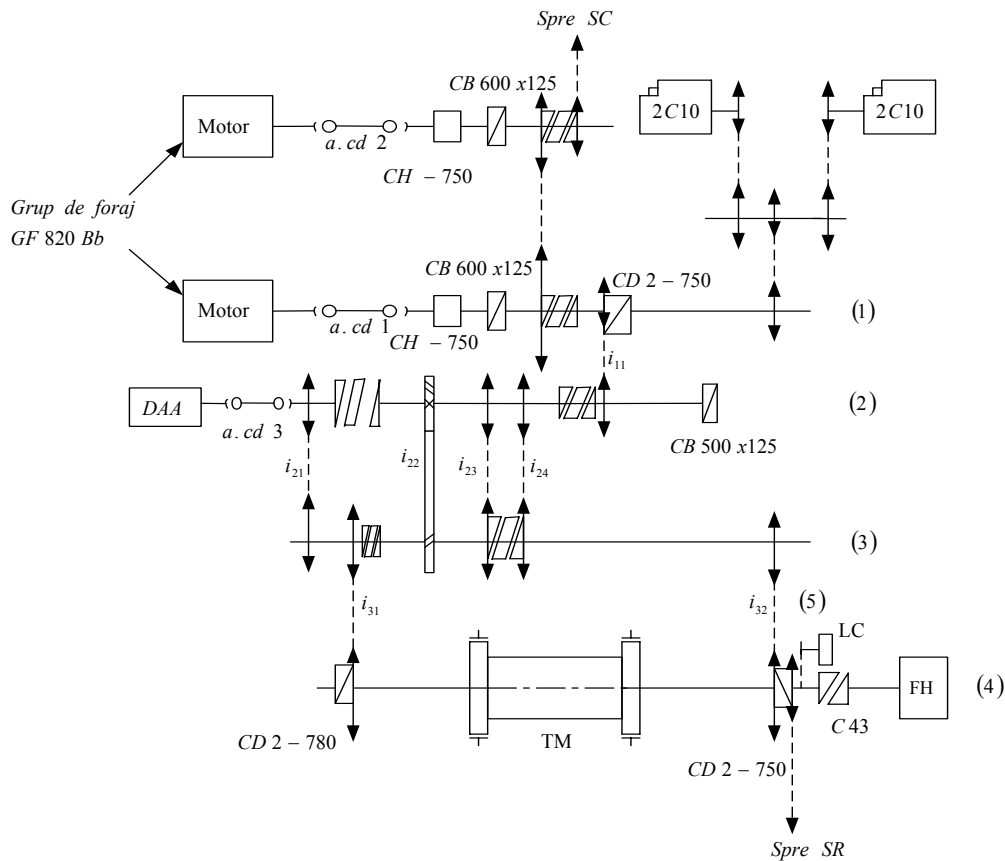 Spre SC
CB 600 x125
2C10
2C10
Motor
a. cd 2
CH – 750
Grup de foraj
GF 820 Bb
CB 600 x125
CD 2 – 750
Motor
a. cd 1
CH – 750
(1)
i11
DAA
a. cd 3
(2)
CB 500 x125
i21
i22
i23
i24
(3)
i31
i32
(5)
LC
FH
(4)
C 43
TM
CD 2 – 780
CD 2 – 750
Spre SR